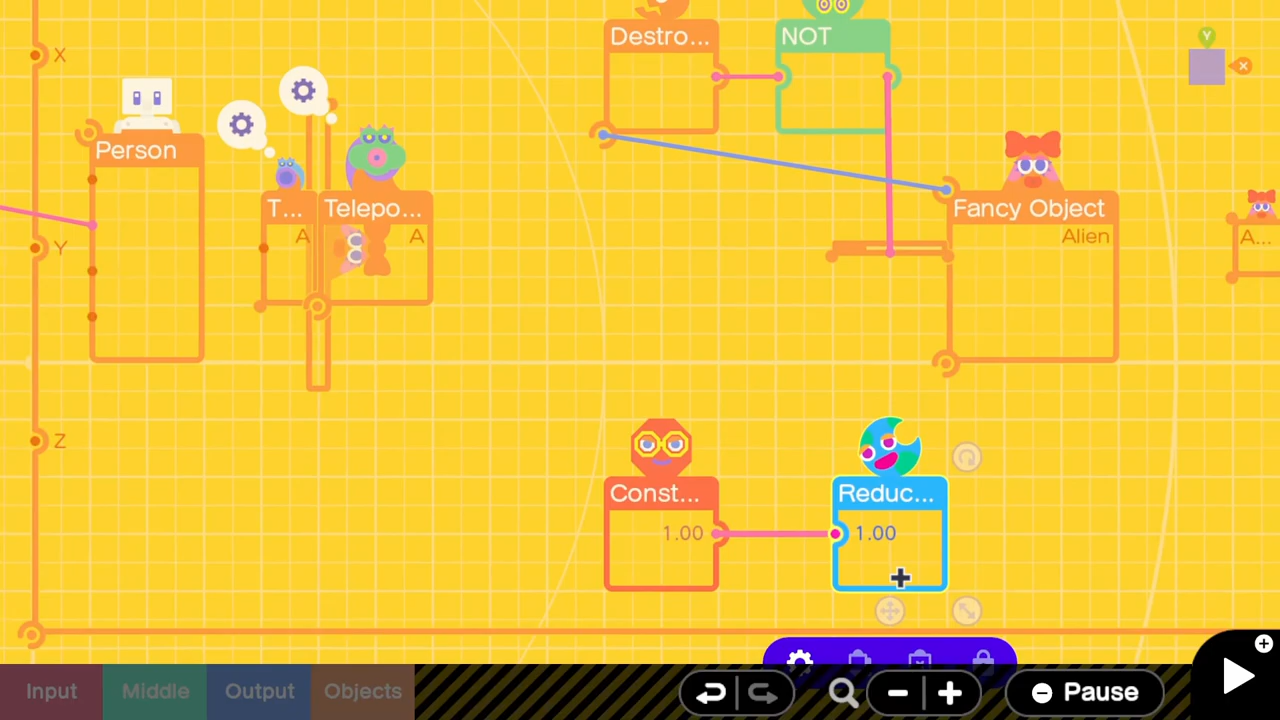 Destro...
NOT
Y
X
X
Person
T...
Telepo...
A
A
Fancy Object
Alien
A...
Y
Z
Const...
1.00
Reduc...
1.00
Input
Middle
Output
Objects
Pause